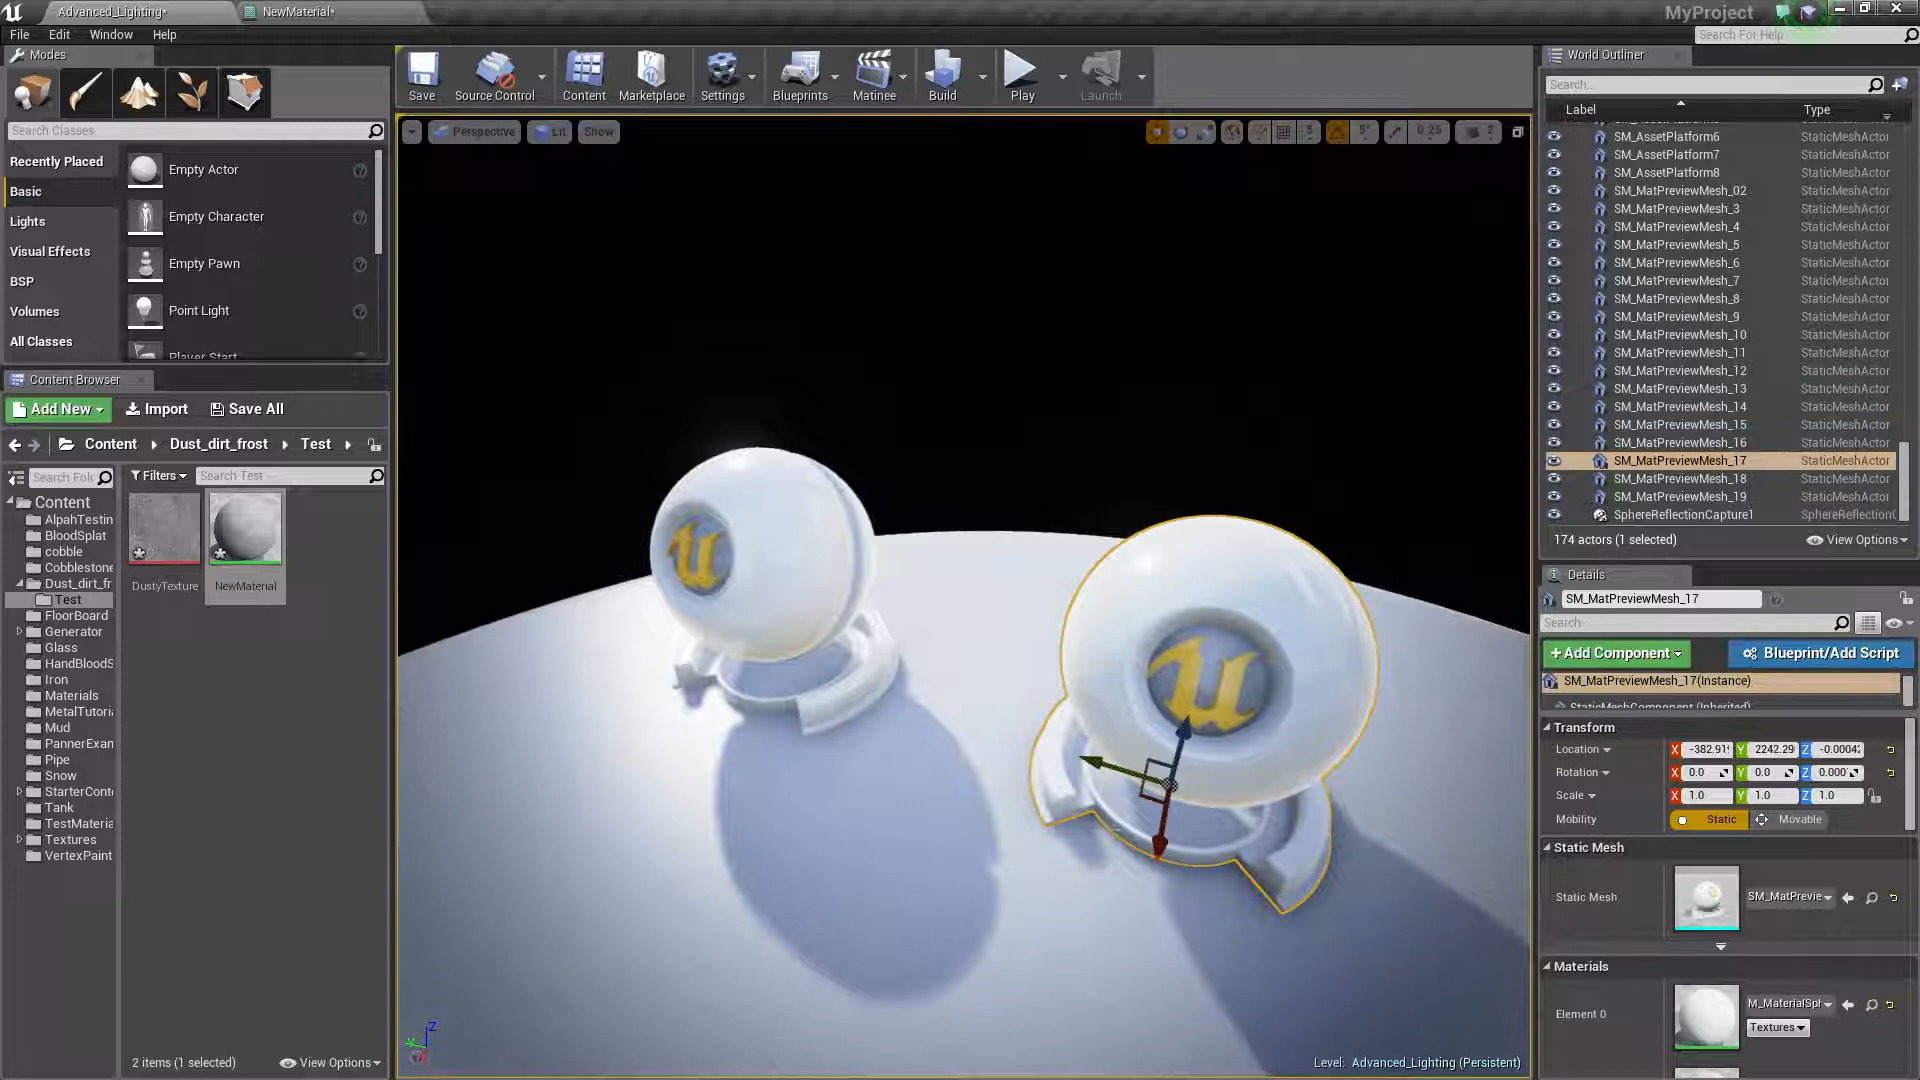 Advanced_Lighting*
NewMaterial*
MyProject
File Edit Window Help
Search For Help
Modes
Save
Source Control
Content
Marketplace
Settings
Blueprints
Matinee
Build
Play
Launch
World Outliner
Search...
Label
Type
Search Classes
Perspective
Lit
Show
5
5°
0.25
2
Recently Placed
Basic
Lights
Visual Effects
BSP
Volumes
All Classes
Empty Actor
Empty Character
Empty Pawn
Point Light
Player Start
SM_AssetPlatform6 StaticMeshActor
SM_AssetPlatform7 StaticMeshActor
SM_AssetPlatform8 StaticMeshActor
SM_MatPreviewMesh_02 StaticMeshActor
SM_MatPreviewMesh_3 StaticMeshActor
SM_MatPreviewMesh_4 StaticMeshActor
SM_MatPreviewMesh_5 StaticMeshActor
SM_MatPreviewMesh_6 StaticMeshActor
SM_MatPreviewMesh_7 StaticMeshActor
SM_MatPreviewMesh_8 StaticMeshActor
SM_MatPreviewMesh_9 StaticMeshActor
SM_MatPreviewMesh_10 StaticMeshActor
SM_MatPreviewMesh_11 StaticMeshActor
SM_MatPreviewMesh_12 StaticMeshActor
SM_MatPreviewMesh_13 StaticMeshActor
SM_MatPreviewMesh_14 StaticMeshActor
SM_MatPreviewMesh_15 StaticMeshActor
SM_MatPreviewMesh_16 StaticMeshActor
SM_MatPreviewMesh_17 StaticMeshActor
SM_MatPreviewMesh_18 StaticMeshActor
SM_MatPreviewMesh_19 StaticMeshActor
SphereReflectionCapture1 SphereReflection
174 actors (1 selected)
View Options
Content Browser
Add New
Import
Save All
Content Dust_dirt_frost Test
Search Fol
Filters
Search Test
Content
AlpahTestin
BloodSplat
cobble
Cobblestone
Dust_dirt_fr
Test
FloorBoard
Generator
Glass
HandBloodS
Iron
Materials
MetalTutoria
Mud
PannerExan
Pipe
Snow
StarterConte
Tank
TestMateria
Textures
VertexPaint
DustyTexture
NewMaterial
2 items (1 selected)
View Options
Level: Advanced_Lighting (Persistent)
Z
Details
SM_MatPreviewMesh_17
Search
+Add Component
Blueprint/Add Script
SM_MatPreviewMesh_17(Instance)
StaticMeshComponent (Inherited)
Transform
Location X -382.91 Y 2242.29 Z -0.0004
Rotation X 0.0 Y 0.0 Z 0.000
Scale X 1.0 Y 1.0 Z 1.0
Mobility Static Movable
Static Mesh
Static Mesh
SM_MatPrevie
Materials
Element 0
M_MaterialSph
Textures